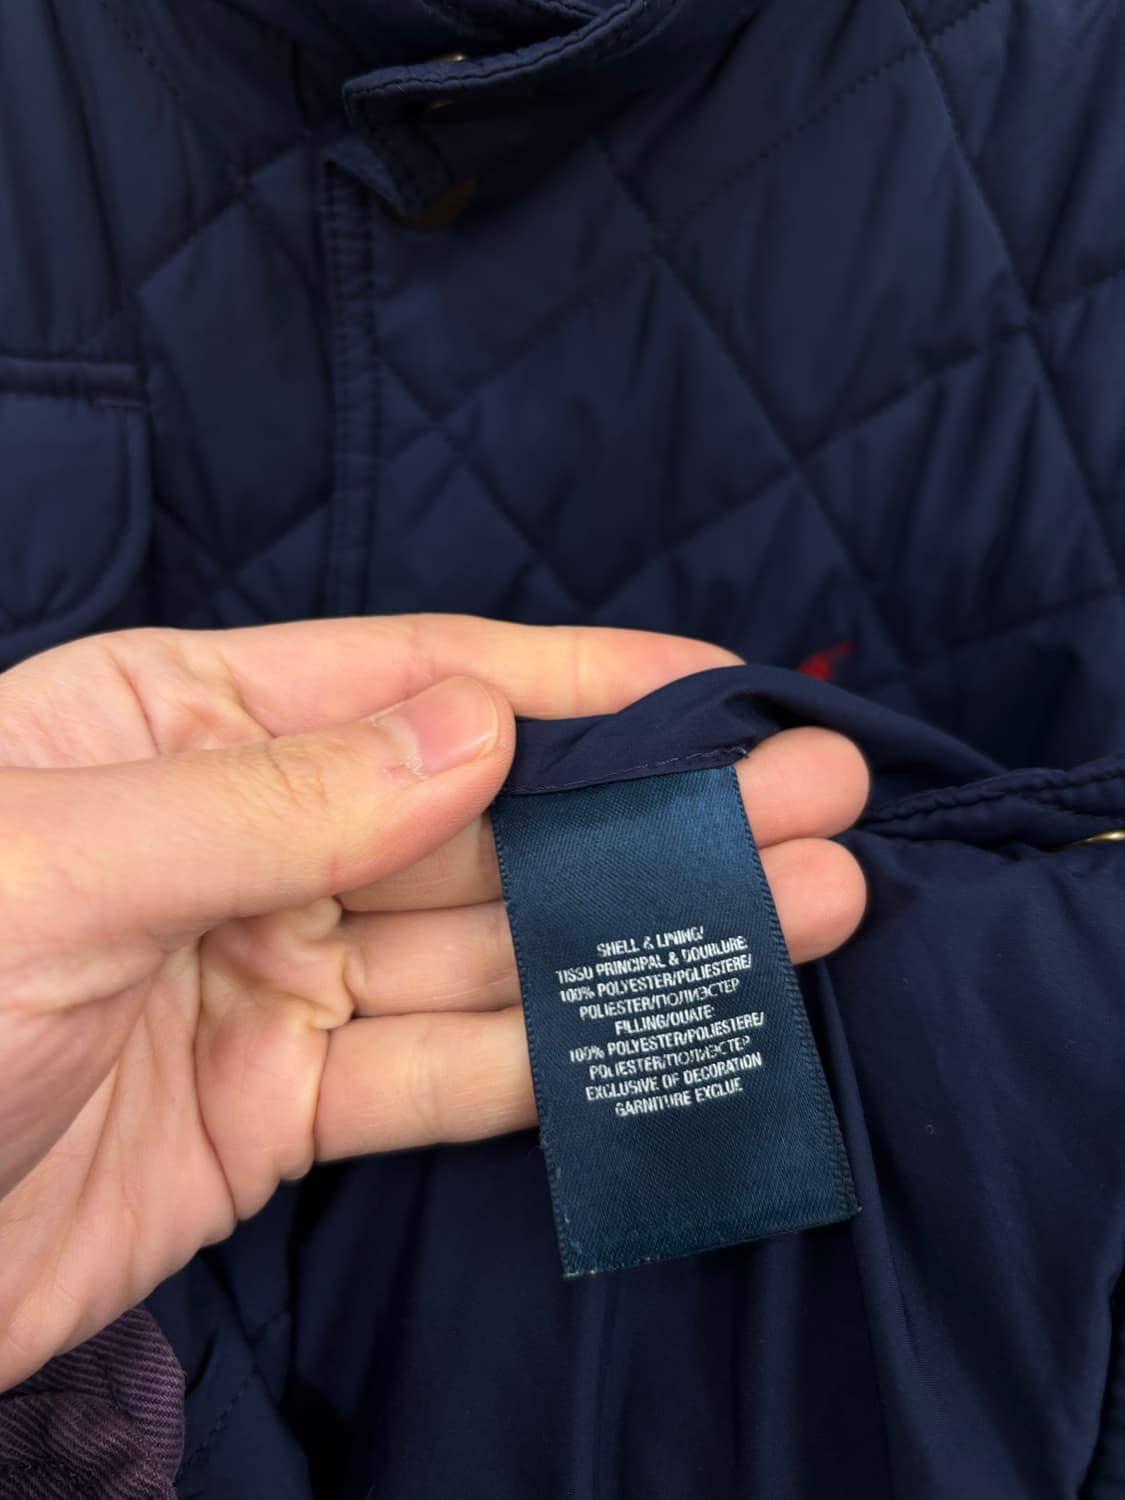 SHELL & LINING/
TISSU PRINCIPAL & DOUBLURE:
100% POLYESTER/POLIESTERE/
POLIESTER/ПОЛИЭСТЕР
FILLING/OUATE:
100% POLYESTER/POLIESTERE/
POLIESTER/ПОЛИЭСТЕР
EXCLUSIVE OF DECORATION
GARNITURE EXCLUE